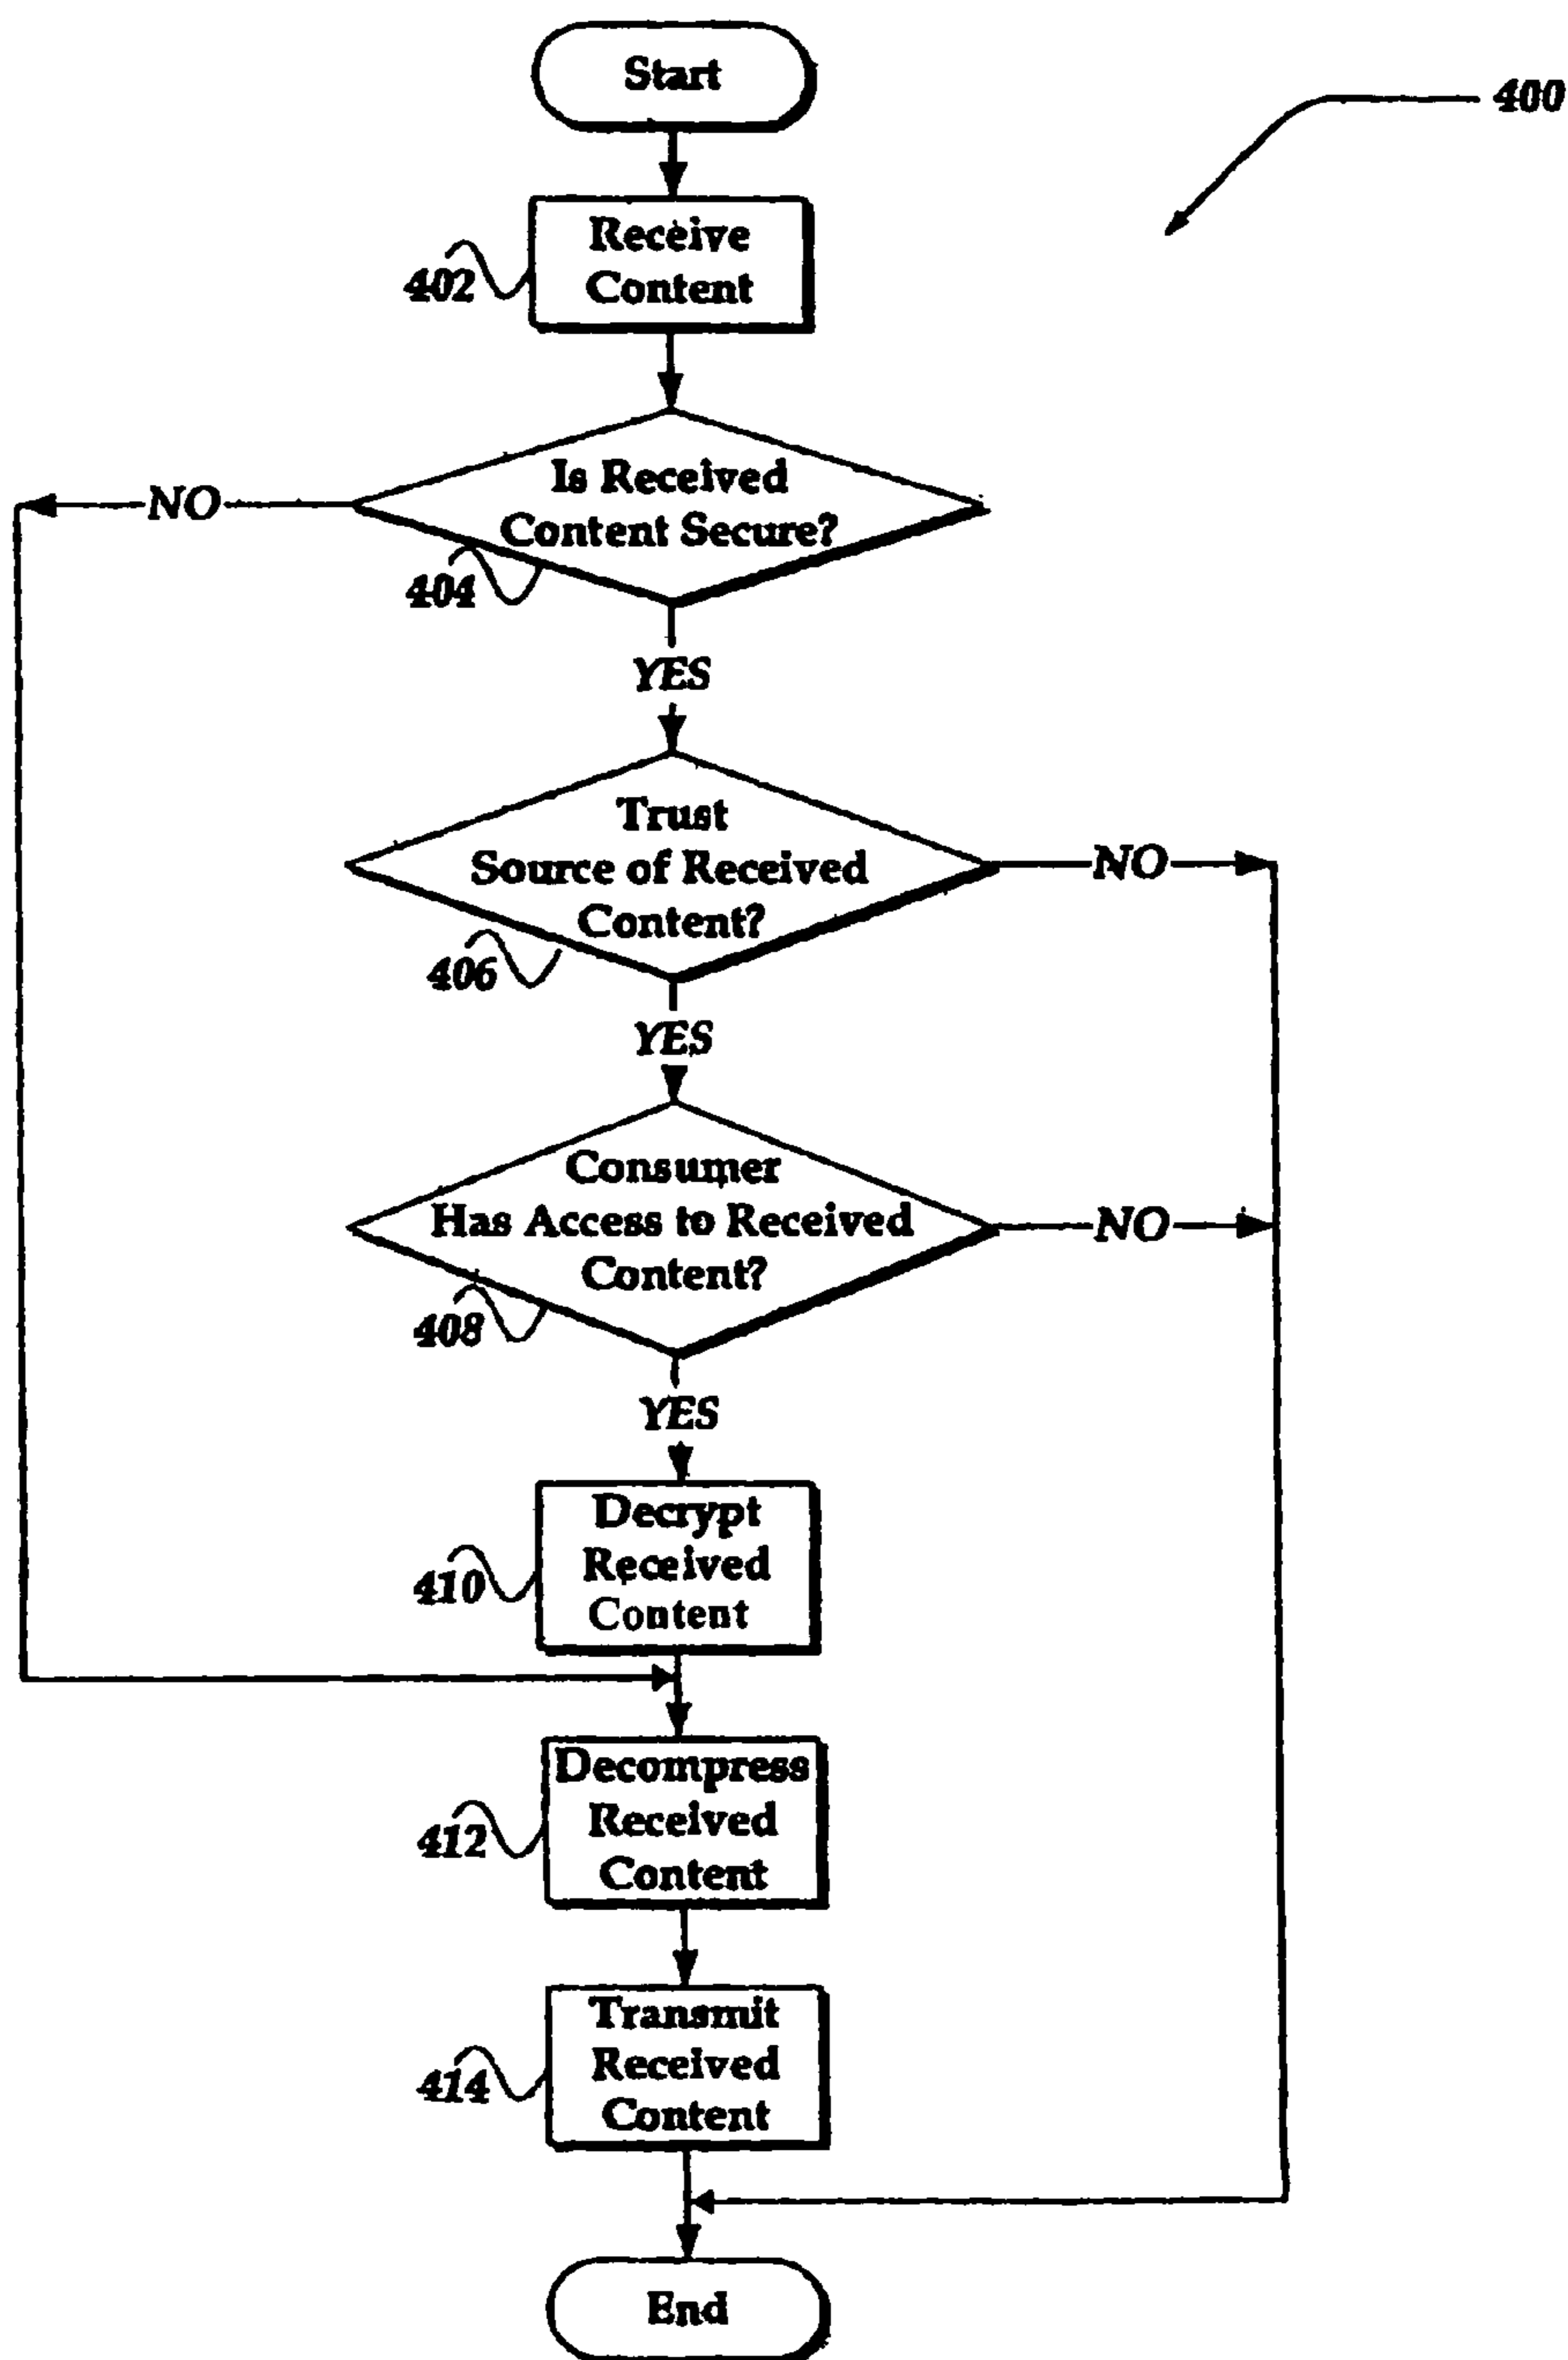 Start
400
Receive
Content
402
Is Received
Content Secure?
NO
404
YES
Trust
Source of Received
Content?
NO
406
YES
Consumer
Has Access to Received
Content?
NO
408
YES
Decrypt
Received
Content
410
Decompress
Received
Content
412
Transmit
Received
Content
414
End